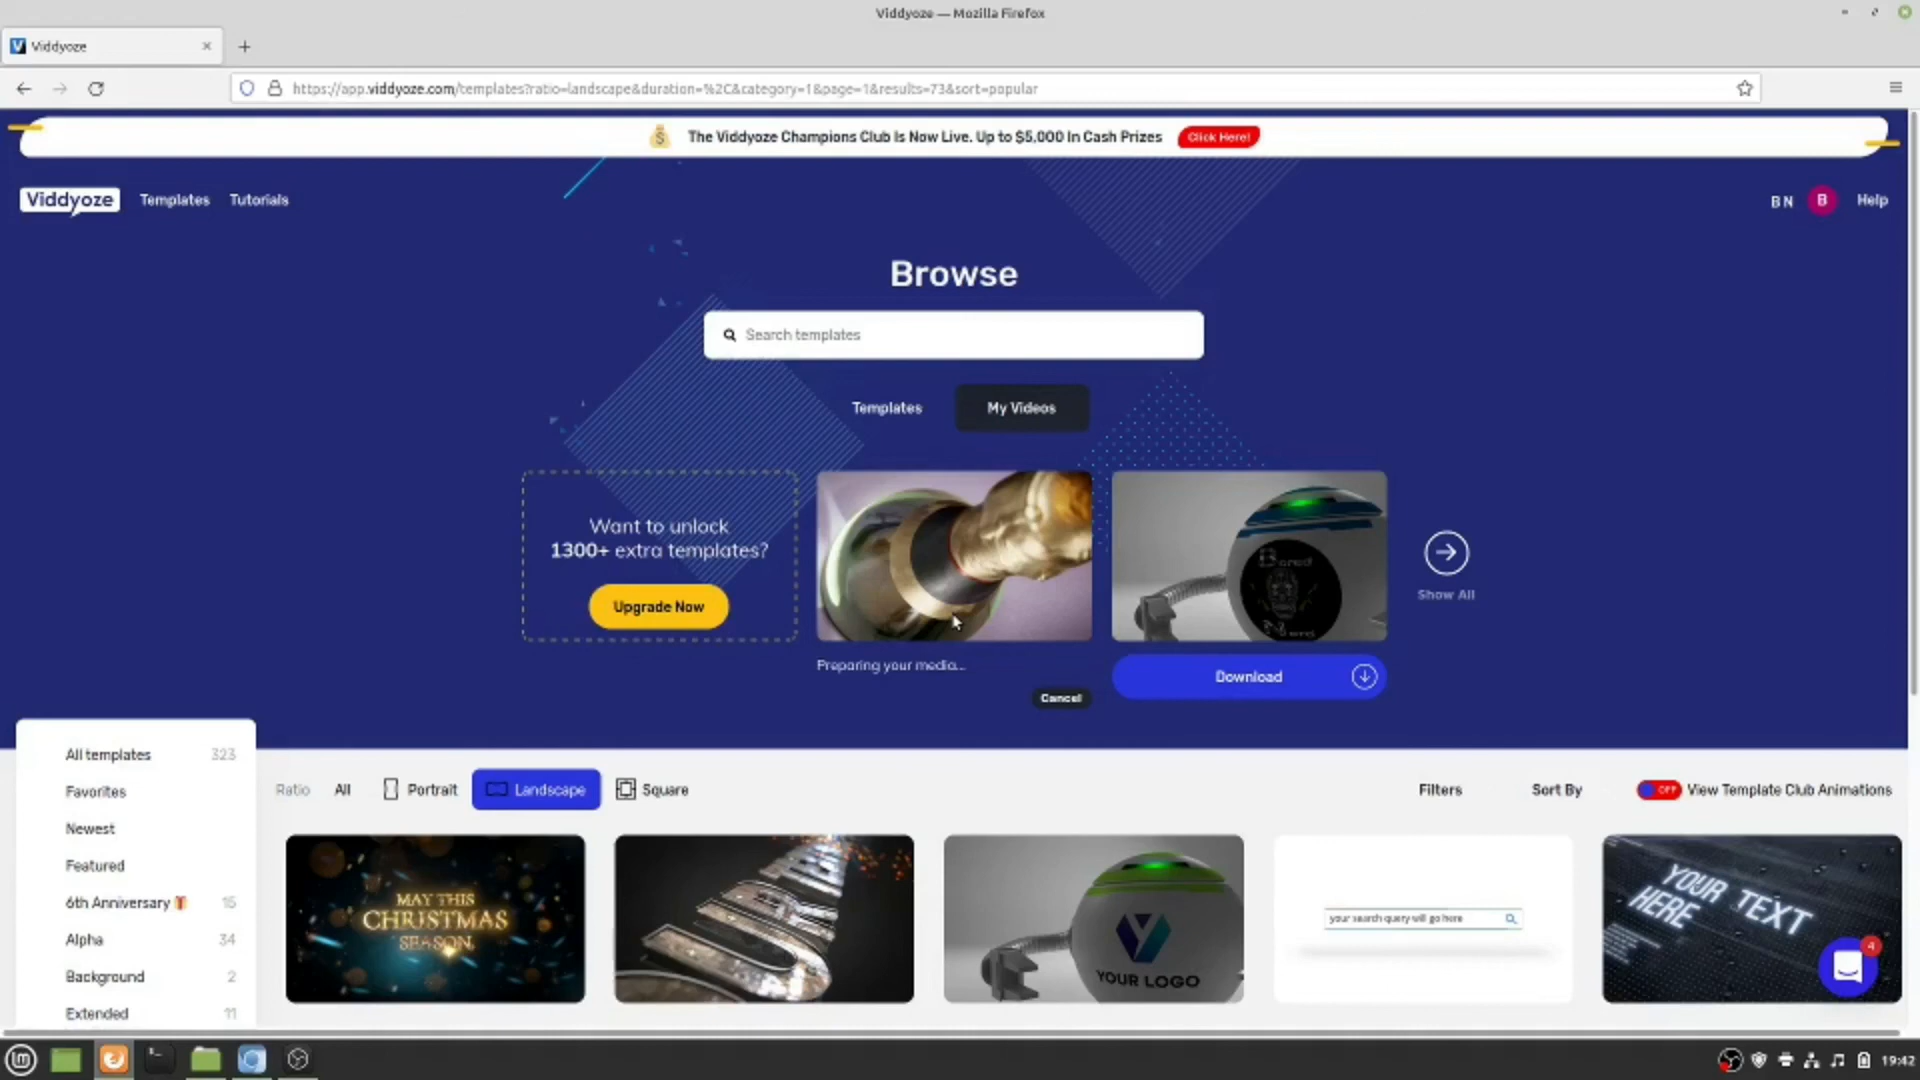 Viddyoze — Mozilla Firefox
Viddyoze
https://app.viddyoze.com/templates?ratio=landscape&duration=%2C&category=1&page=1&results=73&sort=popular
The Viddyoze Champions Club Is Now Live. Up to $5,000 In Cash Prizes Click Here!
Viddyoze Templates Tutorials
B N B Help
Browse
Search templates
Templates My Videos
Want to unlock
1300+ extra templates?
Upgrade Now
Bored
Show All
Preparing your media...
Cancel
Download
All templates 323
Favorites
Newest
Featured
6th Anniversary 15
Alpha 34
Background 2
Extended 11
Ratio All Portrait Landscape Square
Filters Sort By OFF View Template Club Animations
MAY THIS
CHRISTMAS
SEASON
YOUR LOGO
your search query will go here
YOUR TEXT
HERE
4
19:42